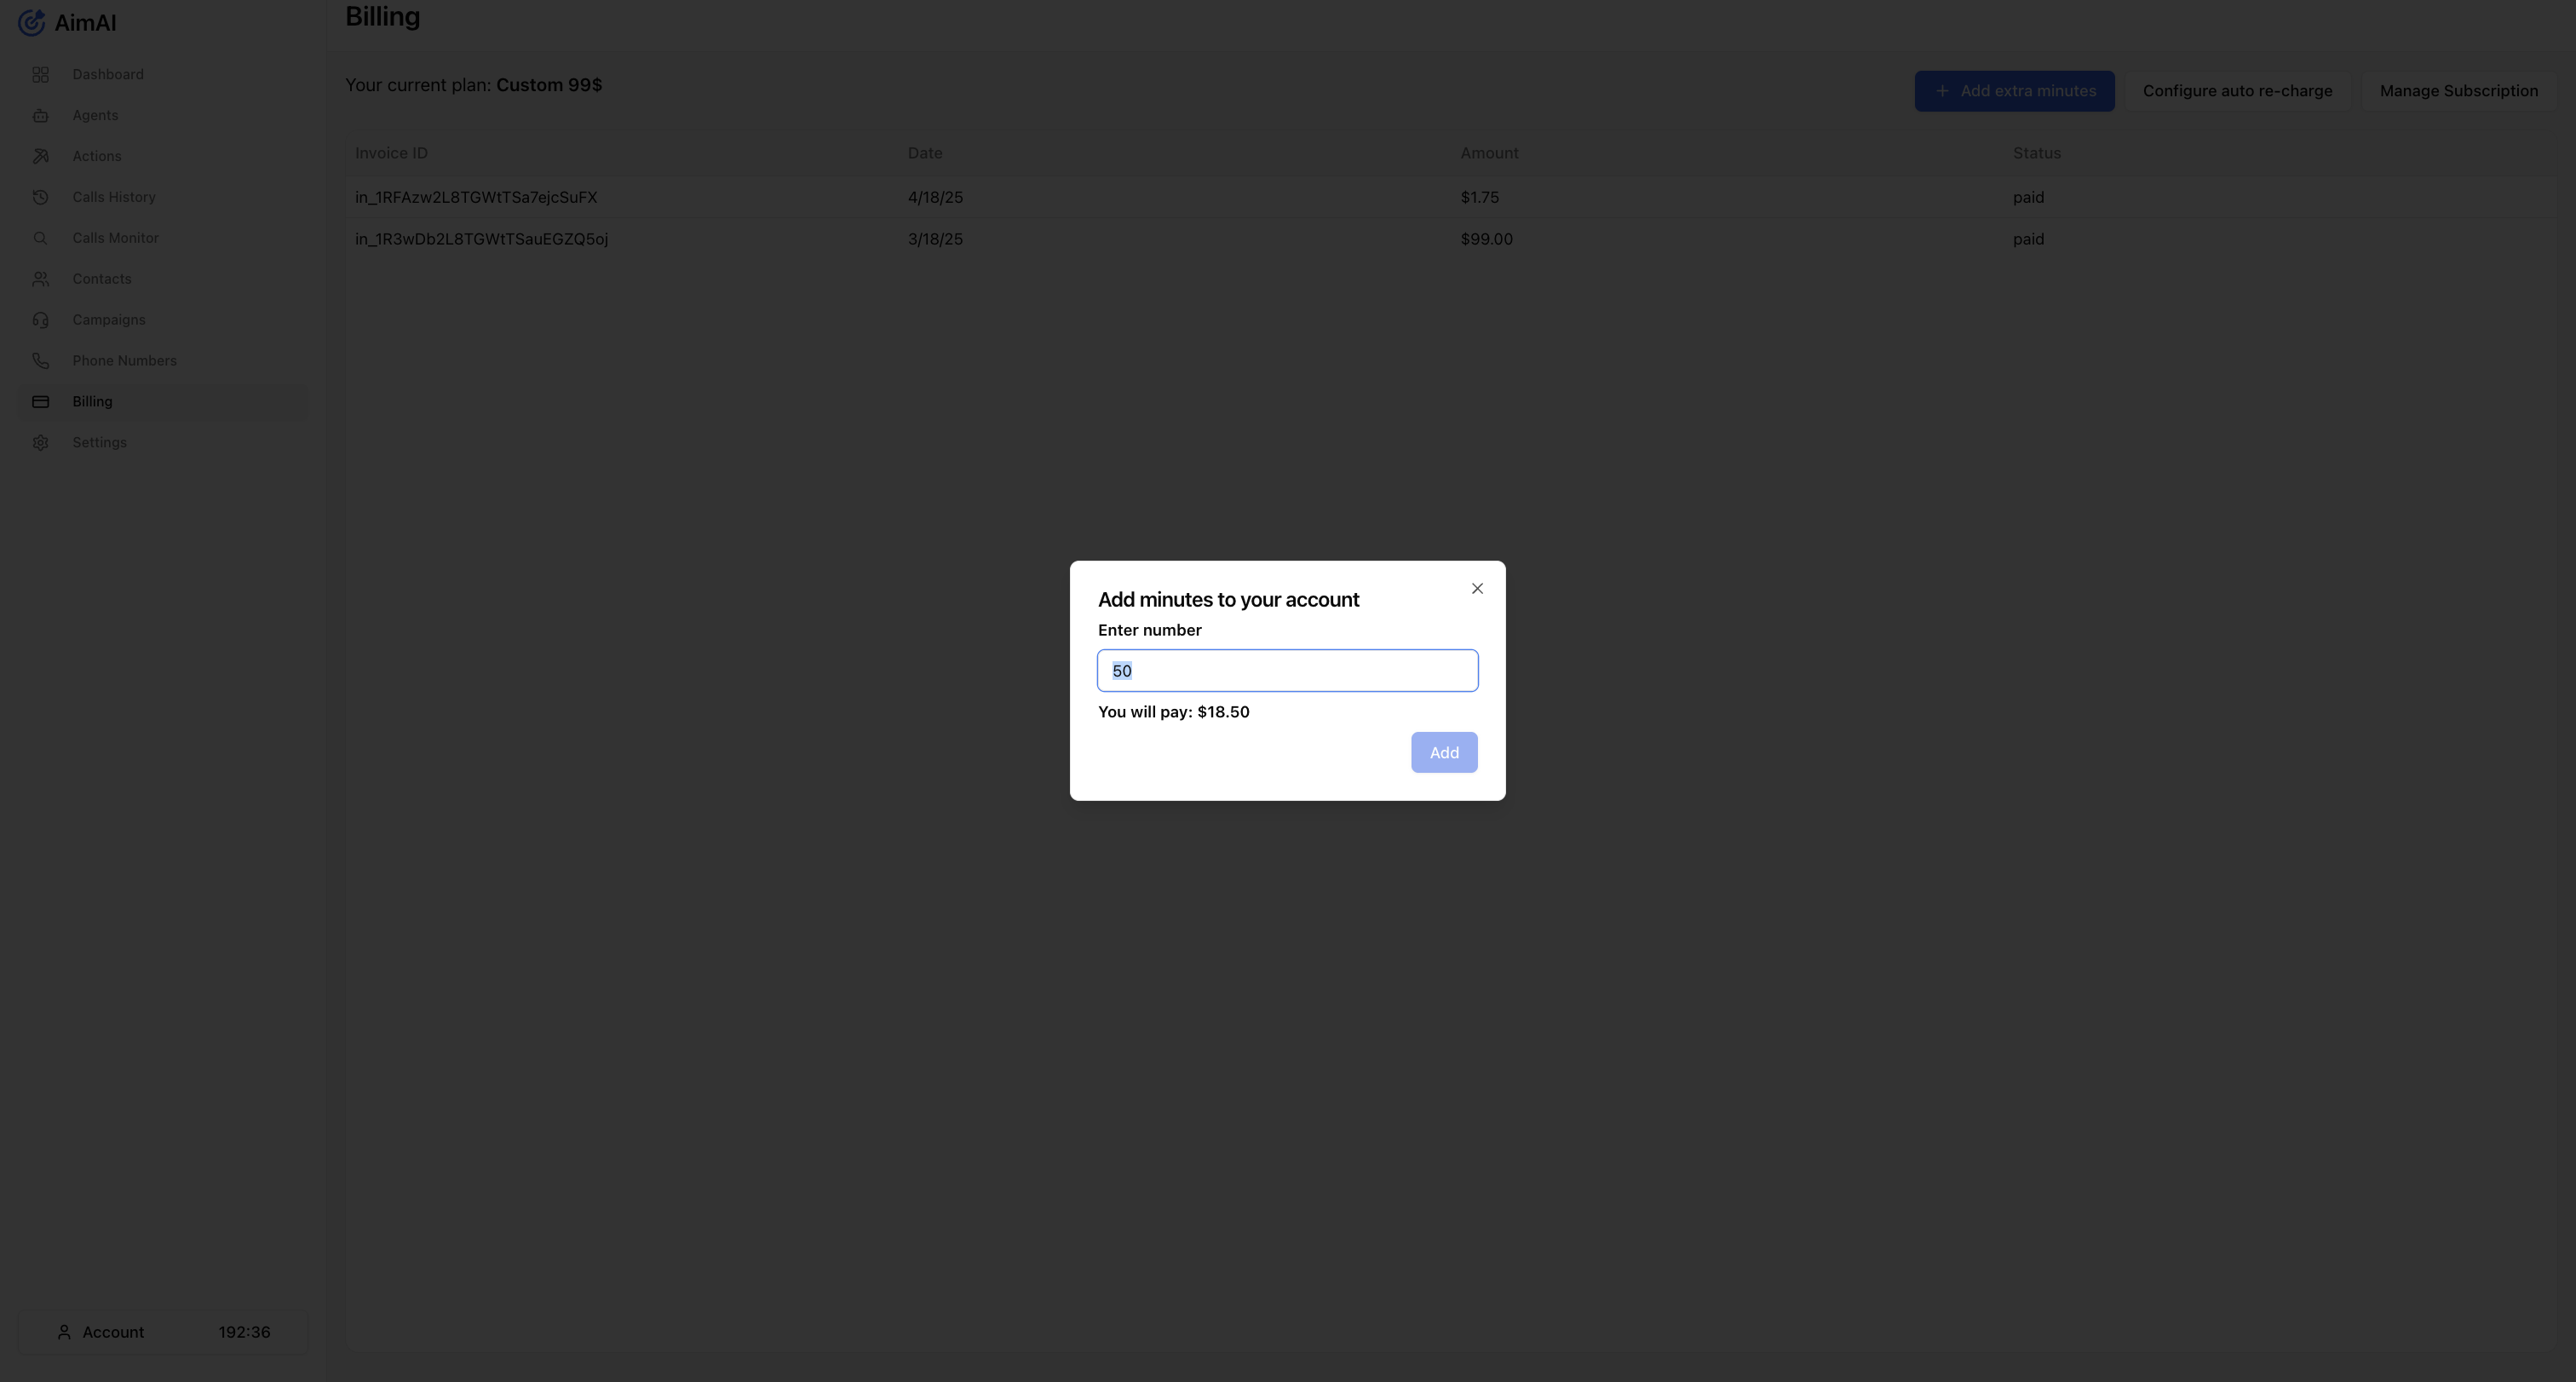 AimAI
Dashboard
Agents
Actions
Calls History
Calls Monitor
Contacts
Campaigns
Phone Numbers
Billing
Settings
Account 192:36
Billing
Your current plan: Custom 99$
Add extra minutes
Configure auto re-charge
Manage Subscription
Invoice ID Date Amount Status
in_1RFAzw2L8TGWtTSa7ejcSuFX 4/18/25 $1.75 paid
in_1R3wDb2L8TGWtTSauEGZQ5oj 3/18/25 $99.00 paid
Add minutes to your account
Enter number
50
You will pay: $18.50
Add